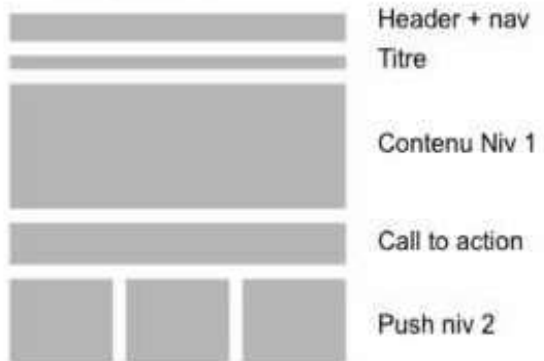 Header + nav
Titre
Contenu Niv 1
Call to action
Push niv 2